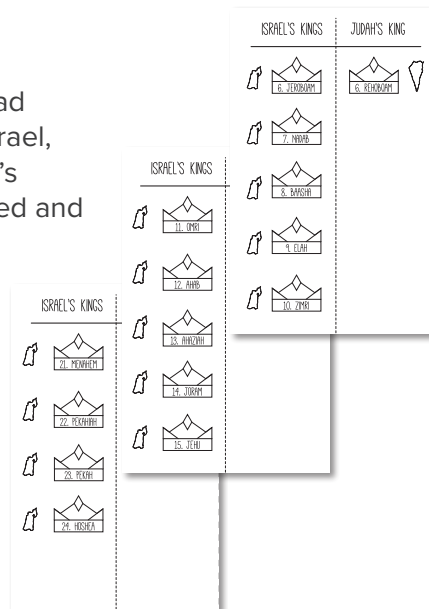 ad
rael,
's
ed and
ISRAEL'S KINGS JUDAH'S KING
6. JEROBOAM 6. REHOBOAM
7. NADAB
8. BAASHA
9. ELAH
10. ZIMRI
ISRAEL'S KINGS
11. OMRI
12. AHAB
13. AHAZIAH
14. JORAM
15. JEHU
ISRAEL'S KINGS
21. MENAHEM
22. PEKAHIAH
23. PEKAH
24. HOSHEA